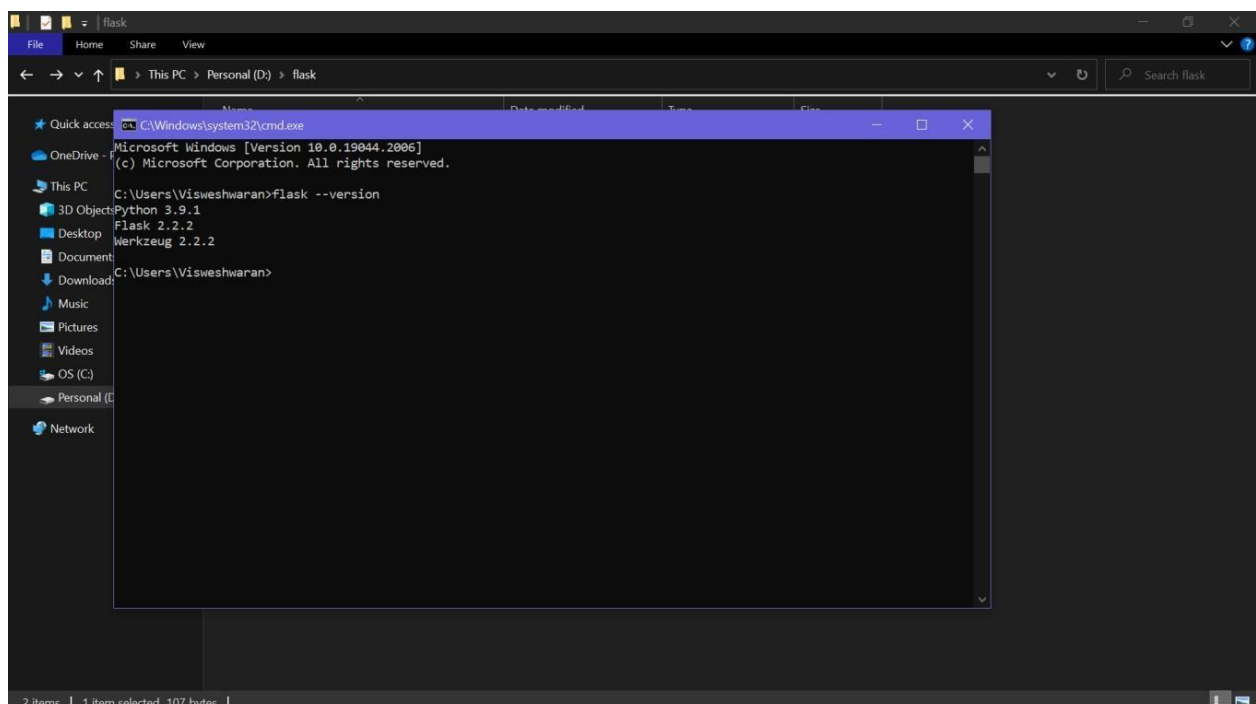 flask
File Home Share View
This PC > Personal (D:) > flask
Search flask
Quick access
OneDrive -
This PC
3D Objects
Desktop
Document
Download
Music
Pictures
Videos
OS (C:)
Personal (D
Network
C:\Windows\system32\cmd.exe
Microsoft Windows [Version 10.0.19044.2006]
(c) Microsoft Corporation. All rights reserved.
C:\Users\Visweshwaran>flask --version
Python 3.9.1
Flask 2.2.2
Werkzeug 2.2.2
C:\Users\Visweshwaran>
2 items 1 item selected 107 bytes